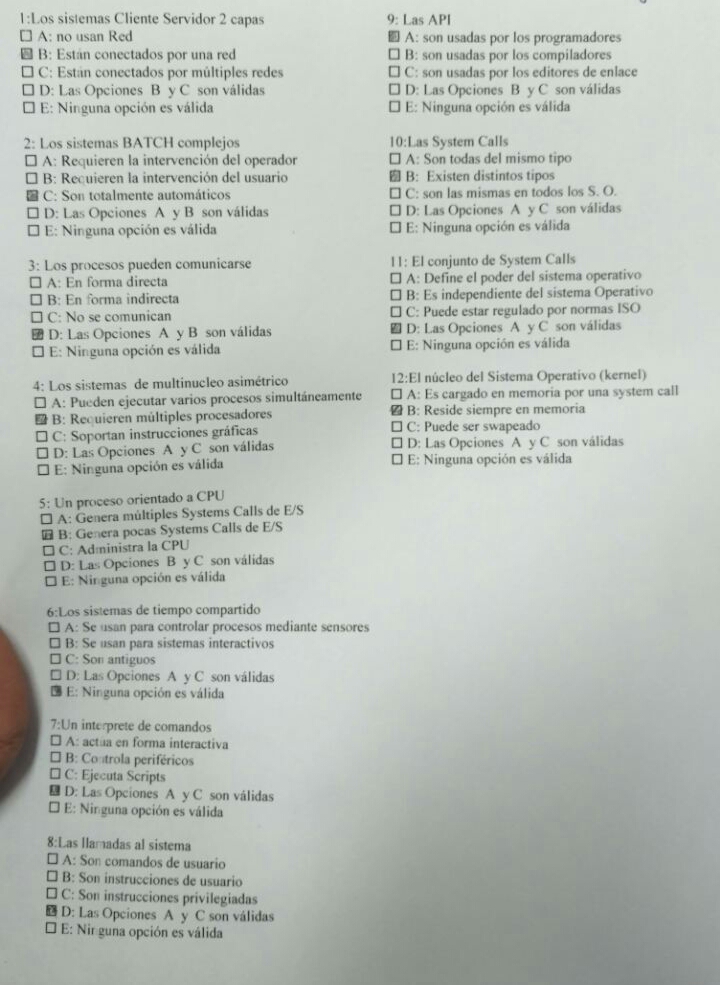 1:Los sistemas Cliente Servidor 2 capas
A: no usan Red
B: Están conectados por una red
C: Están conectados por múltiples redes
D: Las Opciones B y C son válidas
E: Ninguna opción es válida
2: Los sistemas BATCH complejos
A: Requieren la intervención del operador
B: Requieren la intervención del usuario
C: Son totalmente automáticos
D: Las Opciones A y B son válidas
E: Ninguna opción es válida
3: Los procesos pueden comunicarse
A: En forma directa
B: En forma indirecta
C: No se comunican
D: Las Opciones A y B son válidas
E: Ninguna opción es válida
4: Los sistemas de multinucleo asimétrico
A: Pueden ejecutar varios procesos simultáneamente
B: Requieren múltiples procesadores
C: Soportan instrucciones gráficas
D: Las Opciones A y C son válidas
E: Ninguna opción es válida
5: Un proceso orientado a CPU
A: Genera múltiples Systems Calls de E/S
B: Genera pocas Systems Calls de E/S
C: Administra la CPU
D: Las Opciones B y C son válidas
E: Ninguna opción es válida
6:Los sistemas de tiempo compartido
A: Se usan para controlar procesos mediante sensores
B: Se usan para sistemas interactivos
C: Son antiguos
D: Las Opciones A y C son válidas
E: Ninguna opción es válida
7:Un interprete de comandos
A: actúa en forma interactiva
B: Controla periféricos
C: Ejecuta Scripts
D: Las Opciones A y C son válidas
E: Ninguna opción es válida
8:Las llamadas al sistema
A: Son comandos de usuario
B: Son instrucciones de usuario
C: Son instrucciones privilegiadas
D: Las Opciones A y C son válidas
E: Ninguna opción es válida
9: Las API
A: son usadas por los programadores
B: son usadas por los compiladores
C: son usadas por los editores de enlace
D: Las Opciones B y C son válidas
E: Ninguna opción es válida
10:Las System Calls
A: Son todas del mismo tipo
B: Existen distintos tipos
C: son las mismas en todos los S. O.
D: Las Opciones A y C son válidas
E: Ninguna opción es válida
11: El conjunto de System Calls
A: Define el poder del sistema operativo
B: Es independiente del sistema Operativo
C: Puede estar regulado por normas ISO
D: Las Opciones A y C son válidas
E: Ninguna opción es válida
12:El núcleo del Sistema Operativo (kernel)
A: Es cargado en memoria por una system call
B: Reside siempre en memoria
C: Puede ser swapeado
D: Las Opciones A y C son válidas
E: Ninguna opción es válida